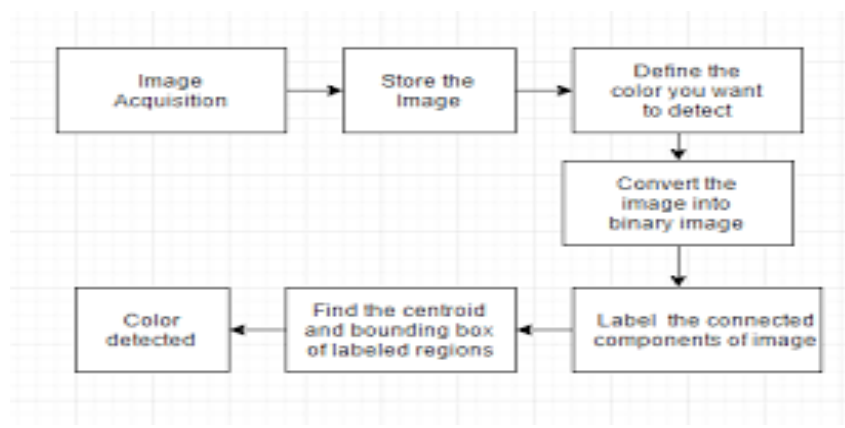 Image
Acquisition
Store the
Image
Define the
color you want
to detect
Convert the
image into
binary image
Label the connected
components of image
Find the centroid
and bounding box
of labeled regions
Color
detected